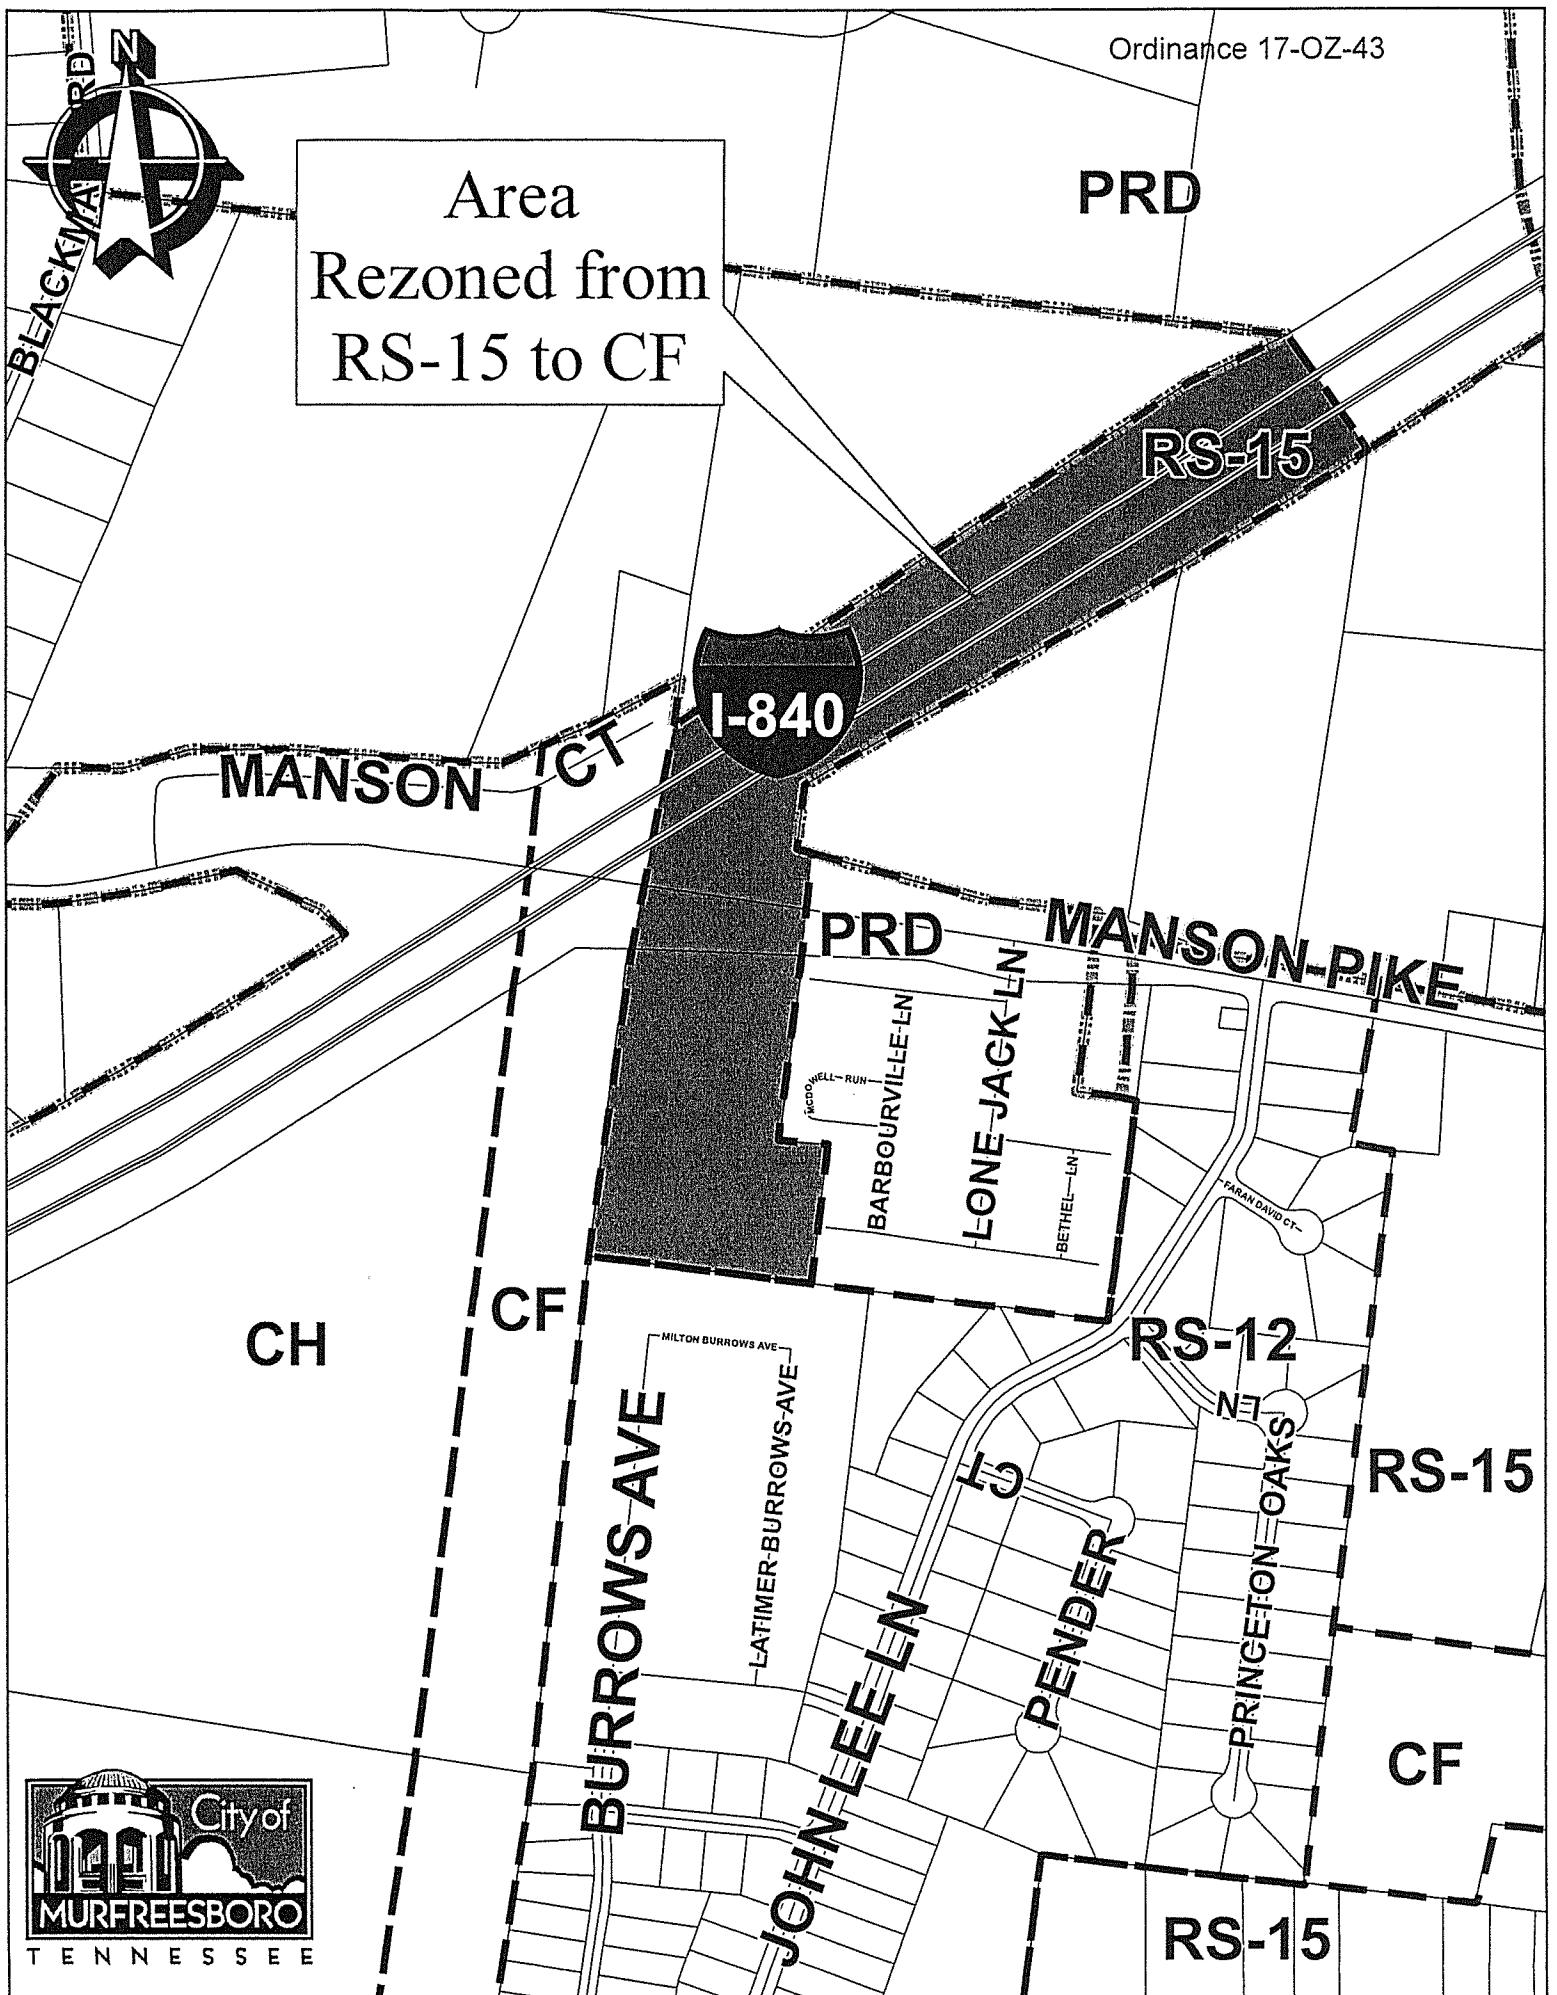 Ordinance 17-OZ-43
N
RD
BLACKMA
Area
Rezoned from
RS-15 to CF
PRD
RS-15
I-840
MANSON
CT
PRD
MANSON PIKE
MCDOWELL RUN
BARBOURVILLE LN
LONE JACK LN
BETHEL LN
FARAN DAVID CT
CH
CF
RS-12
MILTON BURROWS AVE
LN
BURROWS AVE
LATIMER BURROWS AVE
CT
RS-15
PENDER
PRINCETON OAKS
JOHN LEE LN
CF
City of
MURFREESBORO
TENNESSEE
RS-15